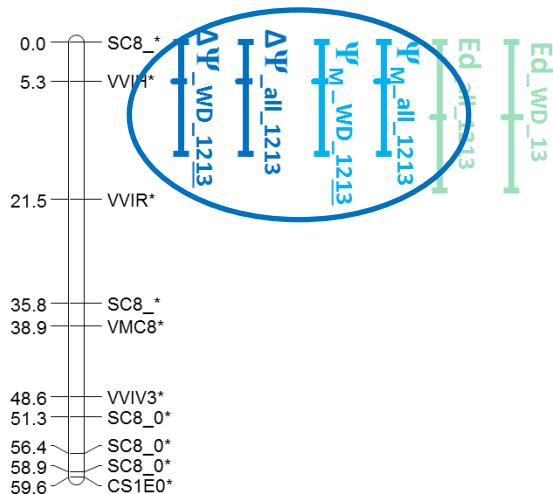 0.0 SC8_*
5.3 VVIH*
21.5 VVIR*
35.8 SC8_*
38.9 VMC8*
48.6 VVIV3*
51.3 SC8_0*
56.4 SC8_0*
58.9 SC8_0*
59.6 CS1E0*
ΔΨ_WD_1213
ΔΨ_all_1213
Ψ_M_WD_1213
Ψ_M_all_1213
Ed_all_1213
Ed_WD_13